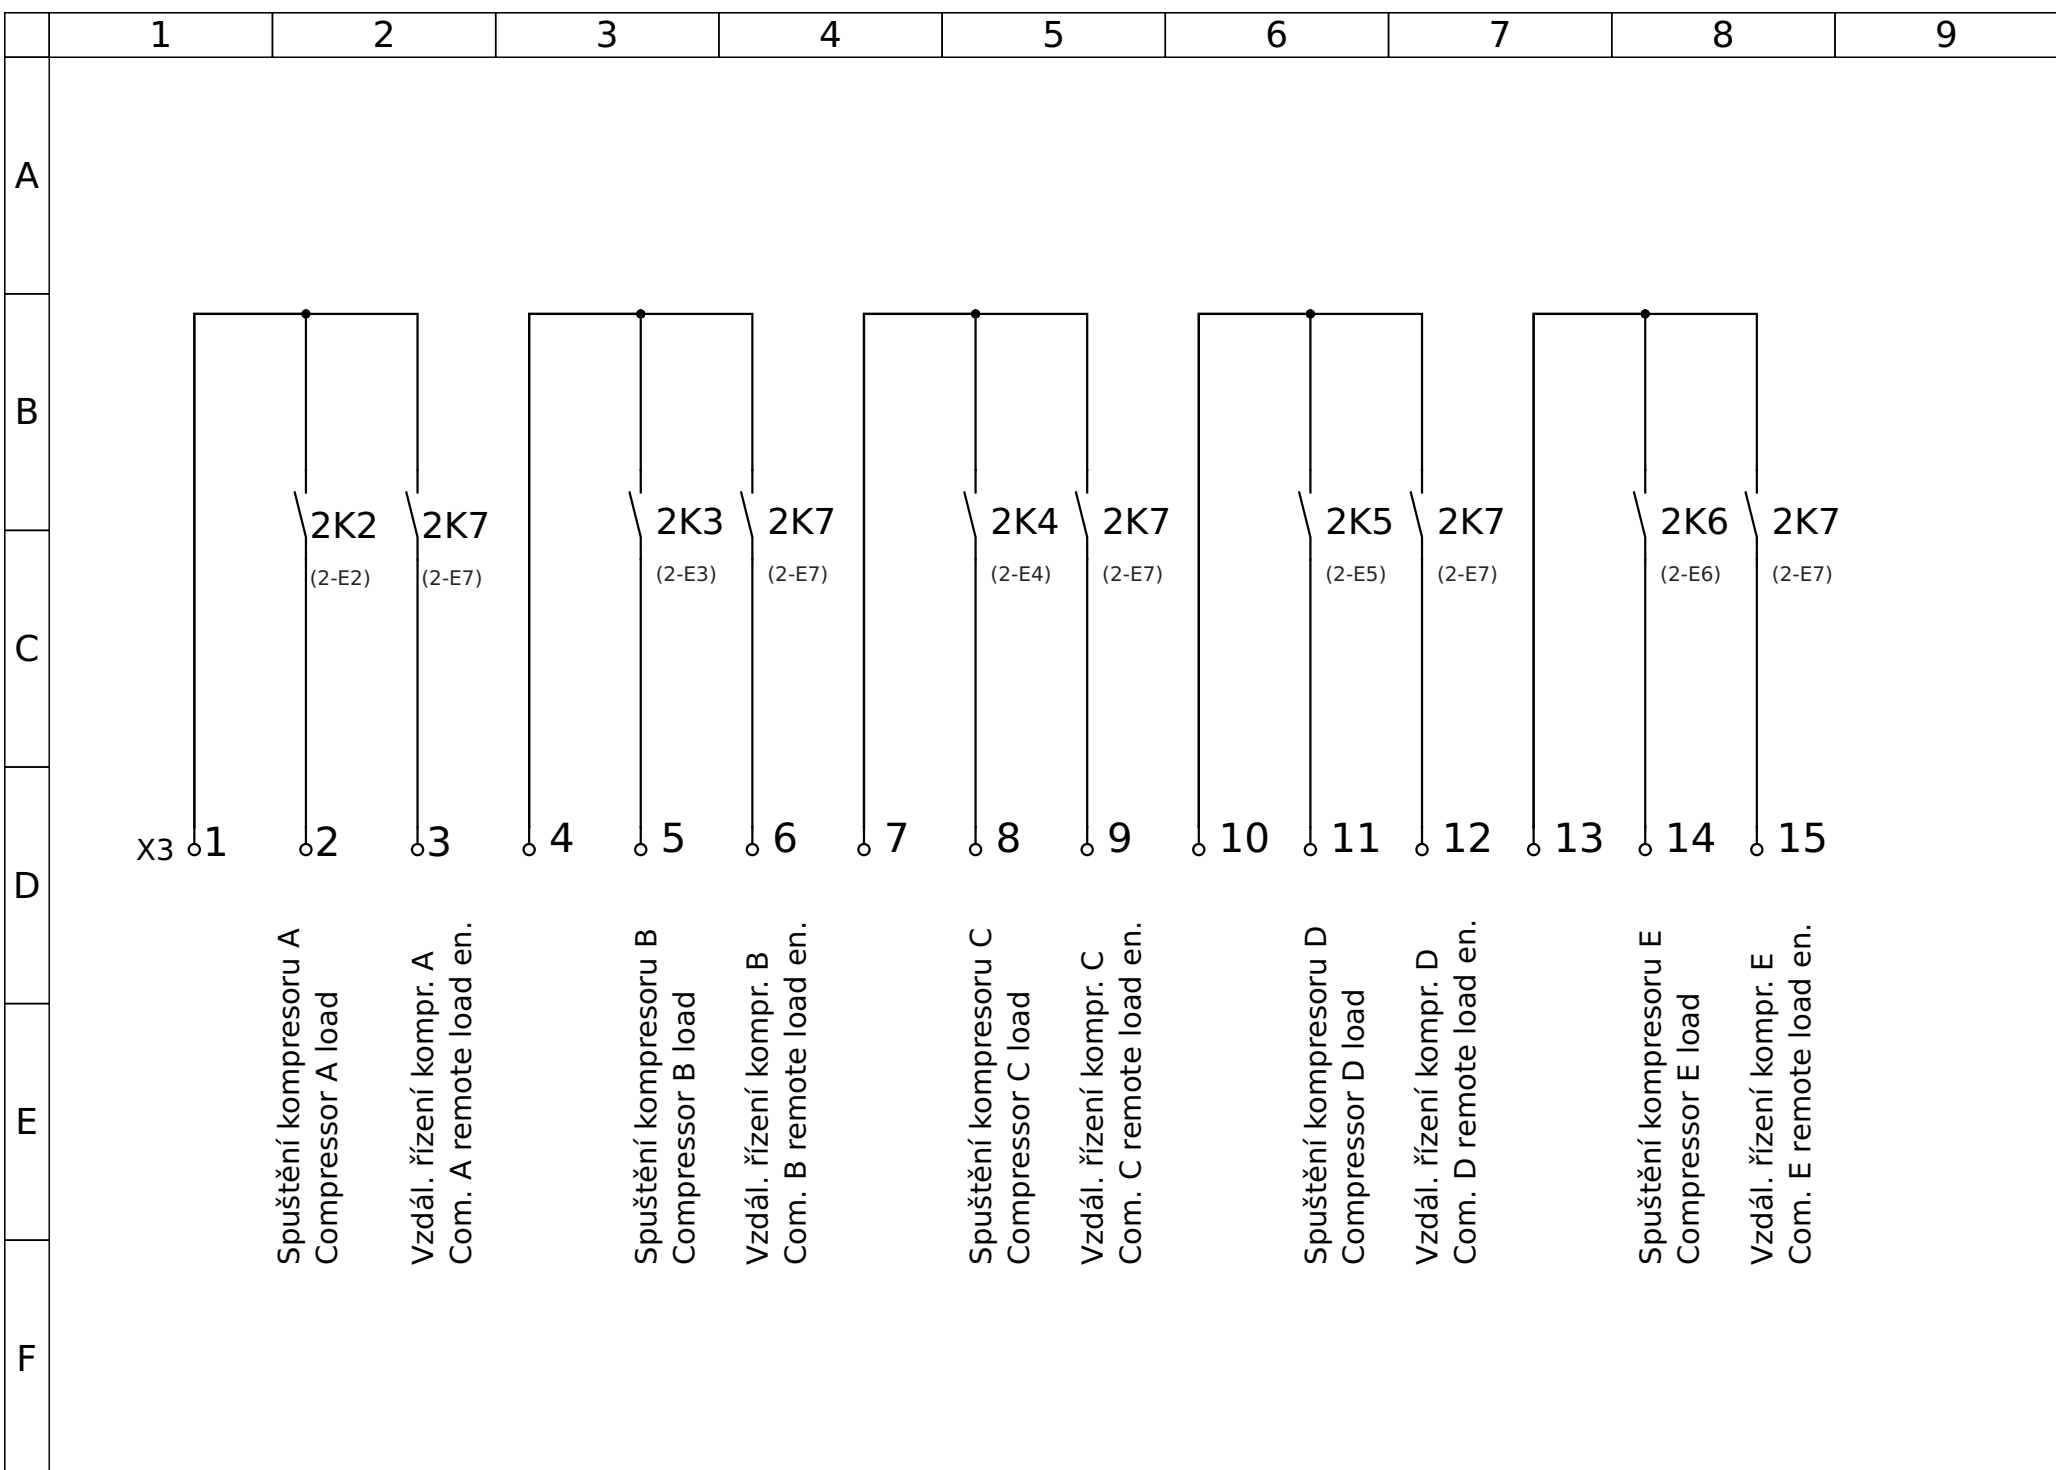 1 2 3 4 5 6 7 8 9
A
B
C
D
E
F
2K2 2K7 2K3 2K7 2K4 2K7 2K5 2K7 2K6 2K7
(2-E2) (2-E7) (2-E3) (2-E7) (2-E4) (2-E7) (2-E5) (2-E7) (2-E6) (2-E7)
X3 1 2 3 4 5 6 7 8 9 10 11 12 13 14 15
Spuštění kompresoru A
Compressor A load
Vzdál. řízení kompr. A
Com. A remote load en.
Spuštění kompresoru B
Compressor B load
Vzdál. řízení kompr. B
Com. B remote load en.
Spuštění kompresoru C
Compressor C load
Vzdál. řízení kompr. C
Com. C remote load en.
Spuštění kompresoru D
Compressor D load
Vzdál. řízení kompr. D
Com. D remote load en.
Spuštění kompresoru E
Compressor E load
Vzdál. řízení kompr. E
Com. E remote load en.